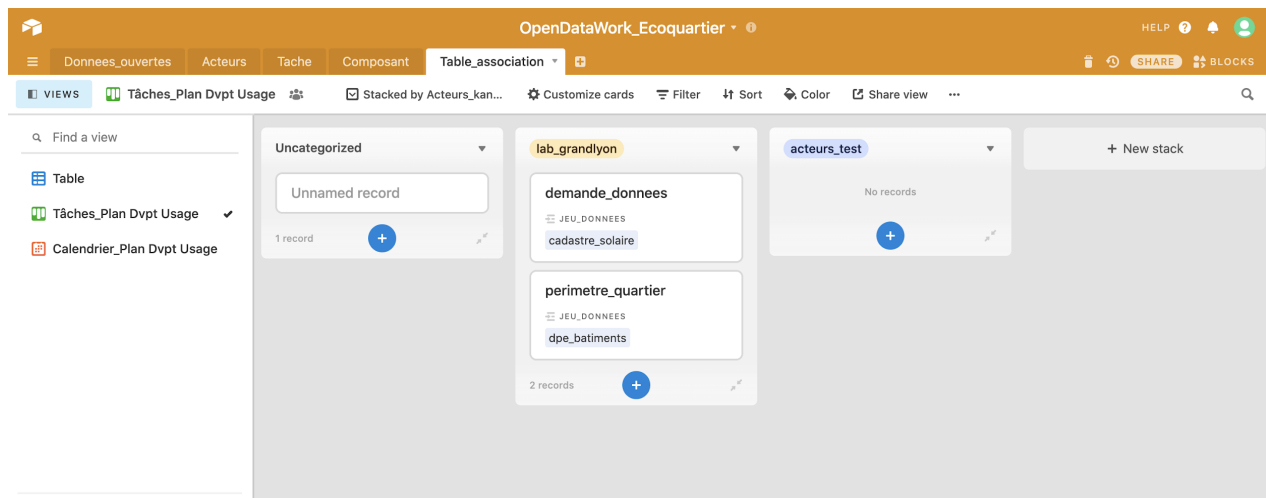 OpenDataWork_Ecoquartier
HELP
Donnees_ouvertes Acteurs Tache Composant Table_association
SHARE BLOCKS
VIEWS Tâches_Plan Dvpt Usage Stacked by Acteurs_kan... Customize cards Filter Sort Color Share view ...
Find a view
Table
Tâches_Plan Dvpt Usage
Calendrier_Plan Dvpt Usage
Uncategorized
Unnamed record
1 record
lab_grandlyon
demande_donnees
JEU_DONNEES
cadastre_solaire
perimetre_quartier
JEU_DONNEES
dpe_batiments
2 records
acteurs_test
No records
+ New stack